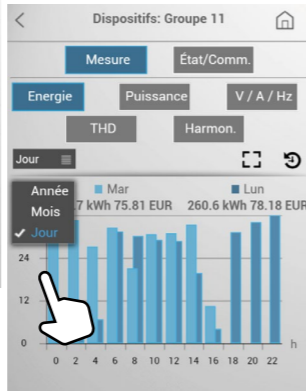 Dispositifs: Groupe 11
Mesure État/Comm.
Energie Puissance V / A / Hz
THD Harmon.
Jour
Année
Mois
✔ Jour
Mar Lun
7 kWh 75.81 EUR 260.6 kWh 78.18 EUR
24
12
0
0 2 4 6 8 10 12 14 16 18 20 22 h